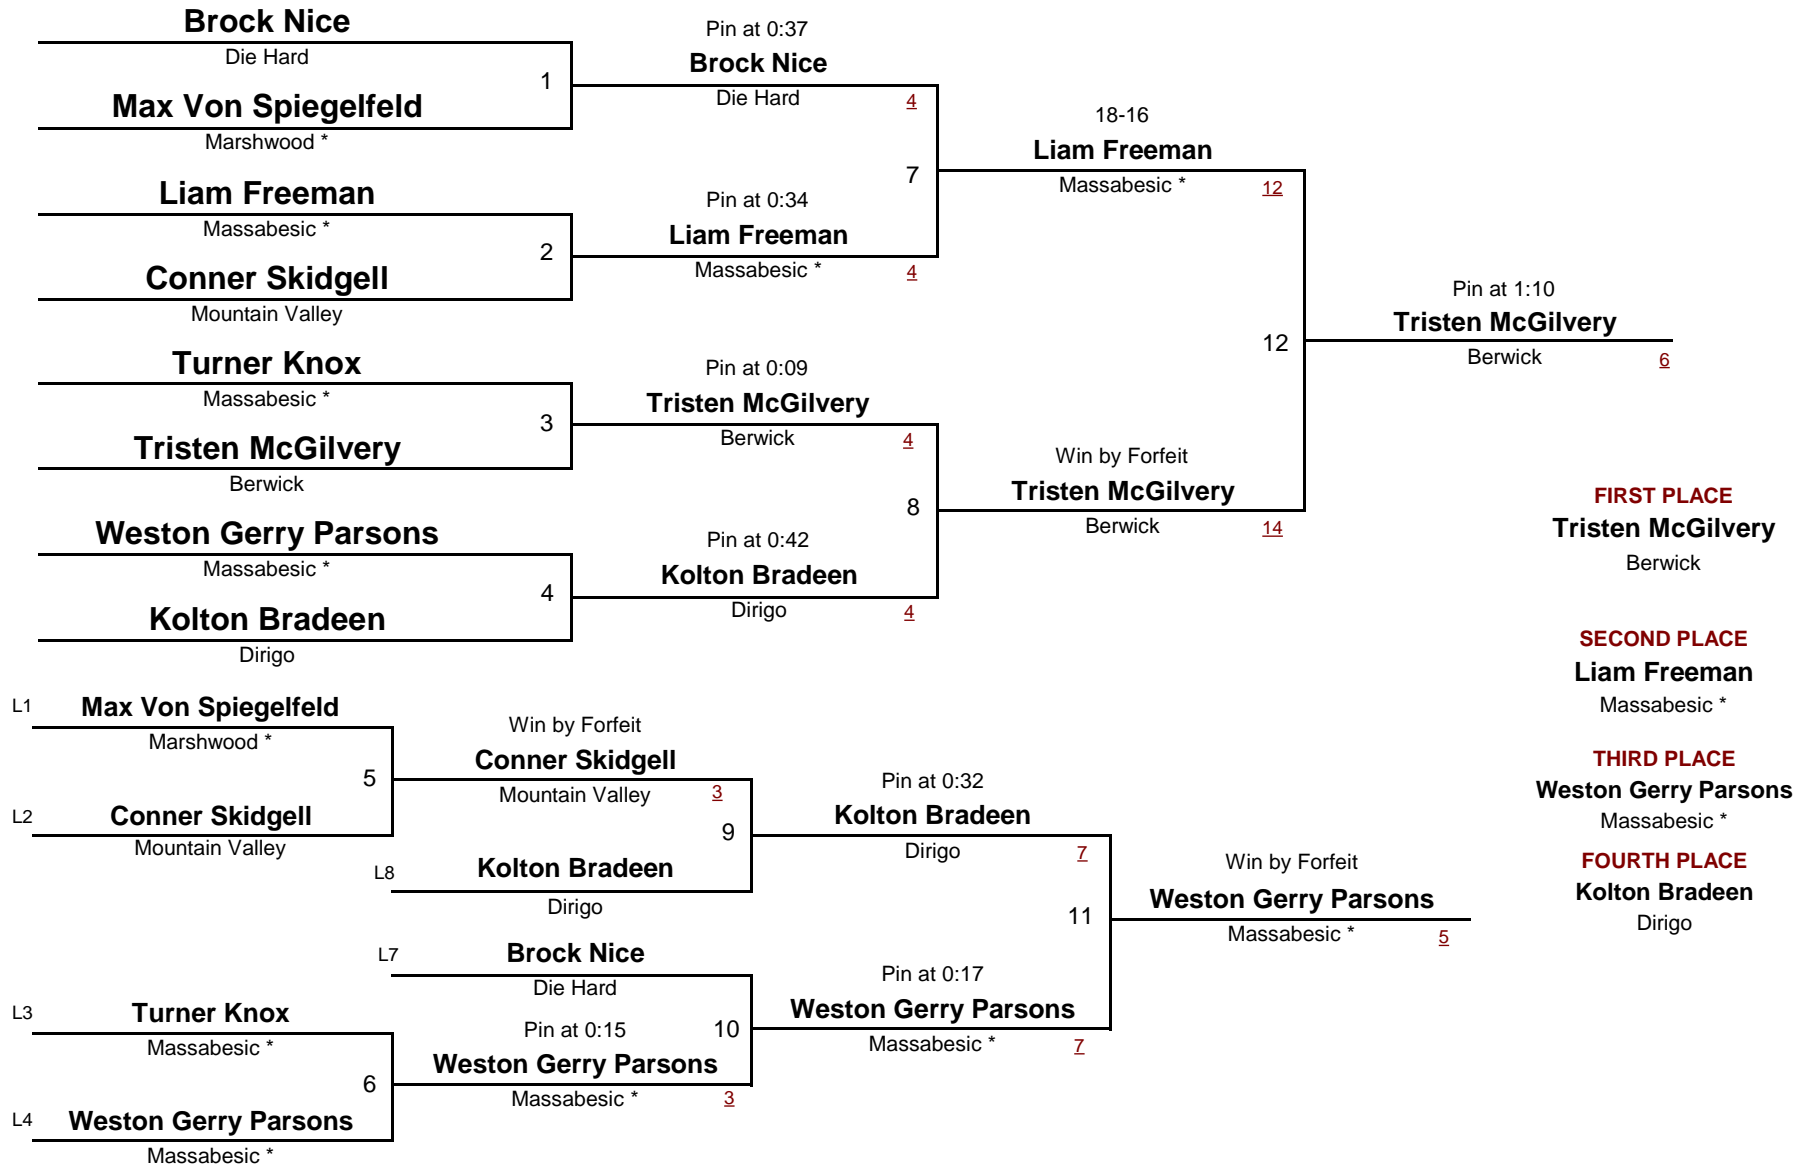 Brock Nice
Die Hard
1
Max Von Spiegelfeld
Marshwood *
Pin at 0:37
Brock Nice
Die Hard
4
Liam Freeman
Massabesic *
2
Conner Skidgell
Mountain Valley
Pin at 0:34
Liam Freeman
Massabesic *
4
7
18-16
Liam Freeman
Massabesic *
12
Turner Knox
Massabesic *
3
Tristen McGilvery
Berwick
Pin at 0:09
Tristen McGilvery
Berwick
4
Weston Gerry Parsons
Massabesic *
4
Kolton Bradeen
Dirigo
Pin at 0:42
Kolton Bradeen
Dirigo
4
8
Win by Forfeit
Tristen McGilvery
Berwick
14
12
Pin at 1:10
Tristen McGilvery
Berwick
6
FIRST PLACE
Tristen McGilvery
Berwick
SECOND PLACE
Liam Freeman
Massabesic *
THIRD PLACE
Weston Gerry Parsons
Massabesic *
FOURTH PLACE
Kolton Bradeen
Dirigo
L1
Max Von Spiegelfeld
Marshwood *
5
L2
Conner Skidgell
Mountain Valley
Win by Forfeit
Conner Skidgell
Mountain Valley
3
9
L8
Kolton Bradeen
Dirigo
Pin at 0:32
Kolton Bradeen
Dirigo
7
L7
Brock Nice
Die Hard
10
L3
Turner Knox
Massabesic *
6
L4
Weston Gerry Parsons
Massabesic *
Pin at 0:15
Weston Gerry Parsons
Massabesic *
3
Pin at 0:17
Weston Gerry Parsons
Massabesic *
7
11
Win by Forfeit
Weston Gerry Parsons
Massabesic *
5